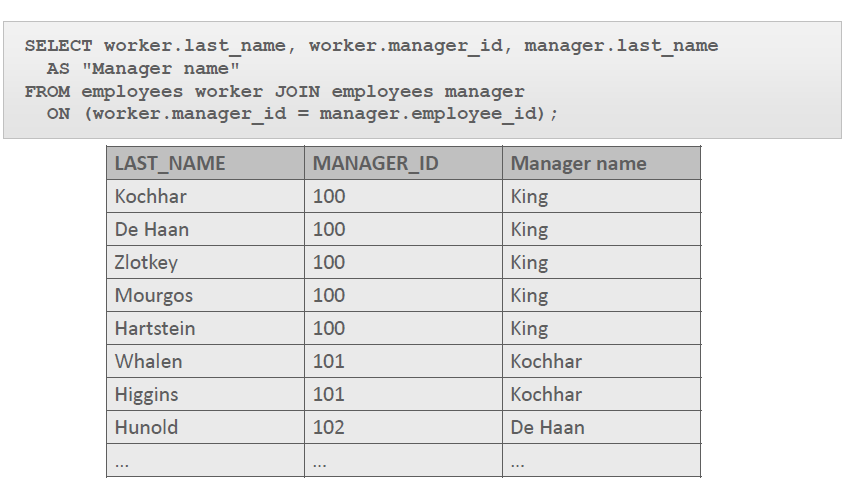 SELECT worker.last_name, worker.manager_id, manager.last_name
AS "Manager name"
FROM employees worker JOIN employees manager
ON (worker.manager_id = manager.employee_id);
LAST_NAME MANAGER_ID Manager name
Kochhar 100 King
De Haan 100 King
Zlotkey 100 King
Mourgos 100 King
Hartstein 100 King
Whalen 101 Kochhar
Higgins 101 Kochhar
Hunold 102 De Haan
... ... ...